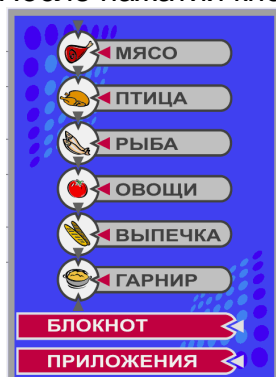 МЯСО
ПТИЦА
РЫБА
ОВОЩИ
ВЫПЕЧКА
ГАРНИР
БЛОКНОТ
ПРИЛОЖЕНИЯ